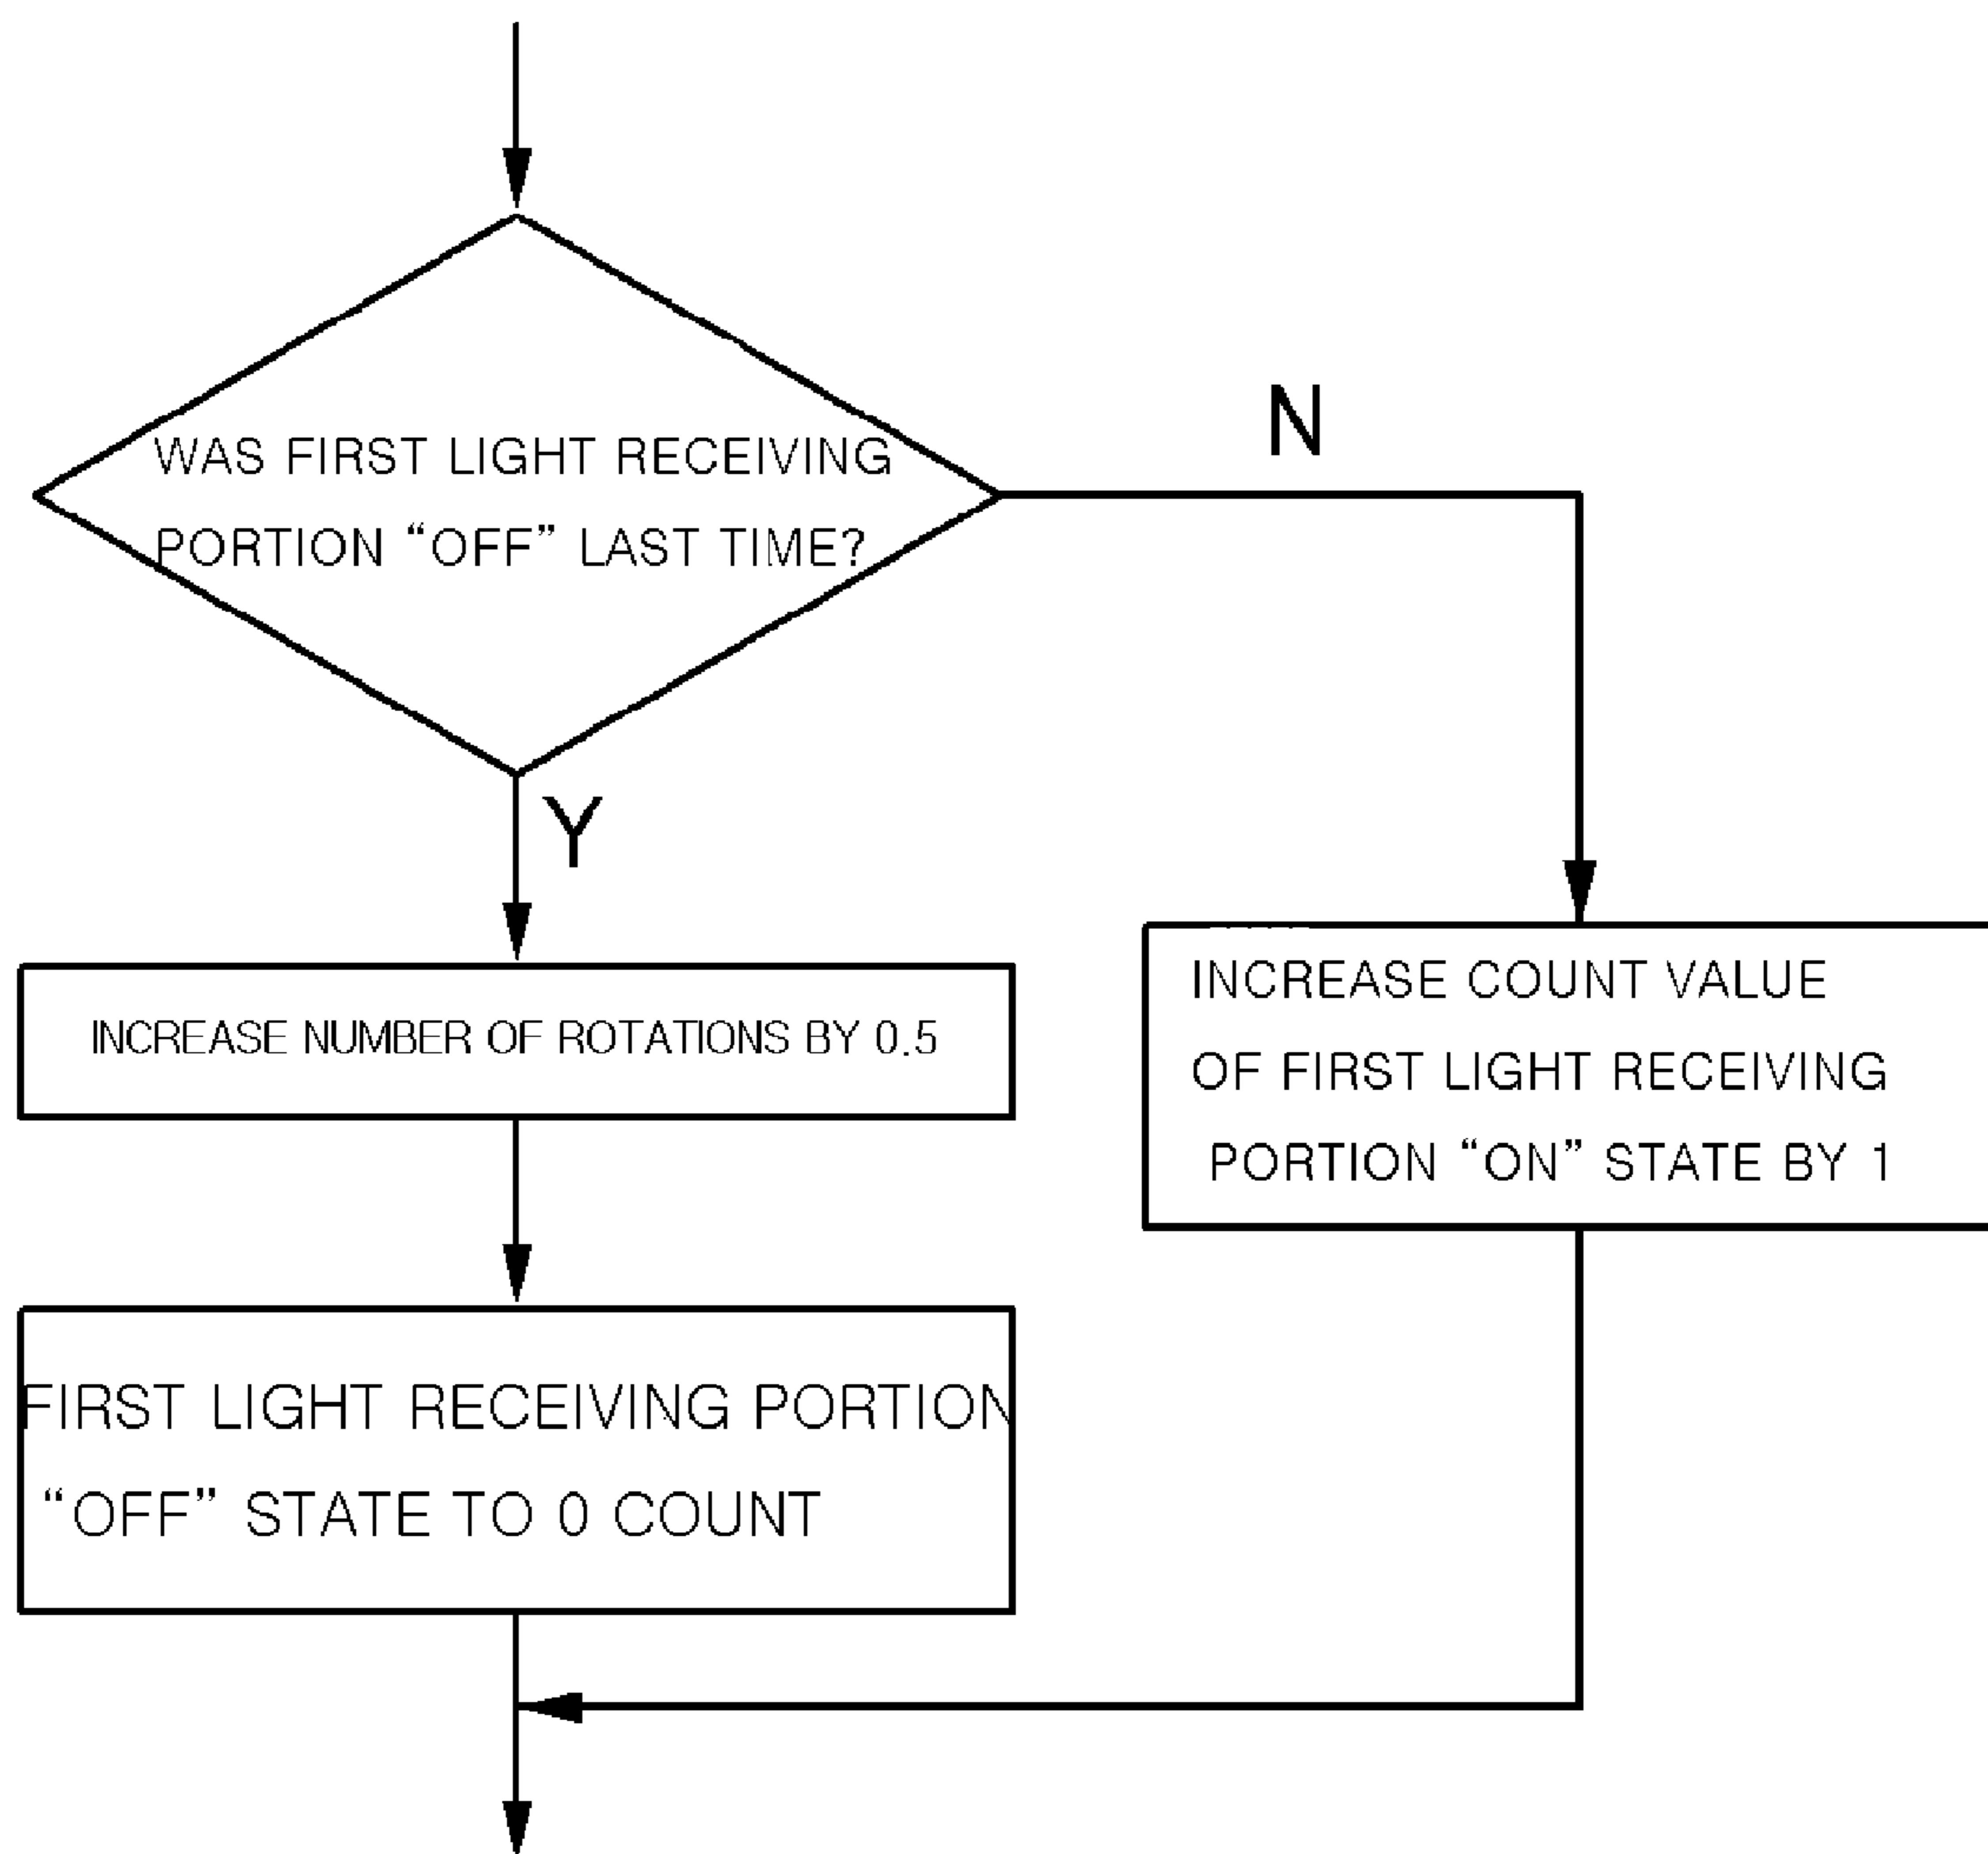 WAS FIRST LIGHT RECEIVING
PORTION “OFF” LAST TIME?
N
Y
INCREASE NUMBER OF ROTATIONS BY 0.5
INCREASE COUNT VALUE
OF FIRST LIGHT RECEIVING
PORTION “ON” STATE BY 1
FIRST LIGHT RECEIVING PORTION
“OFF” STATE TO 0 COUNT